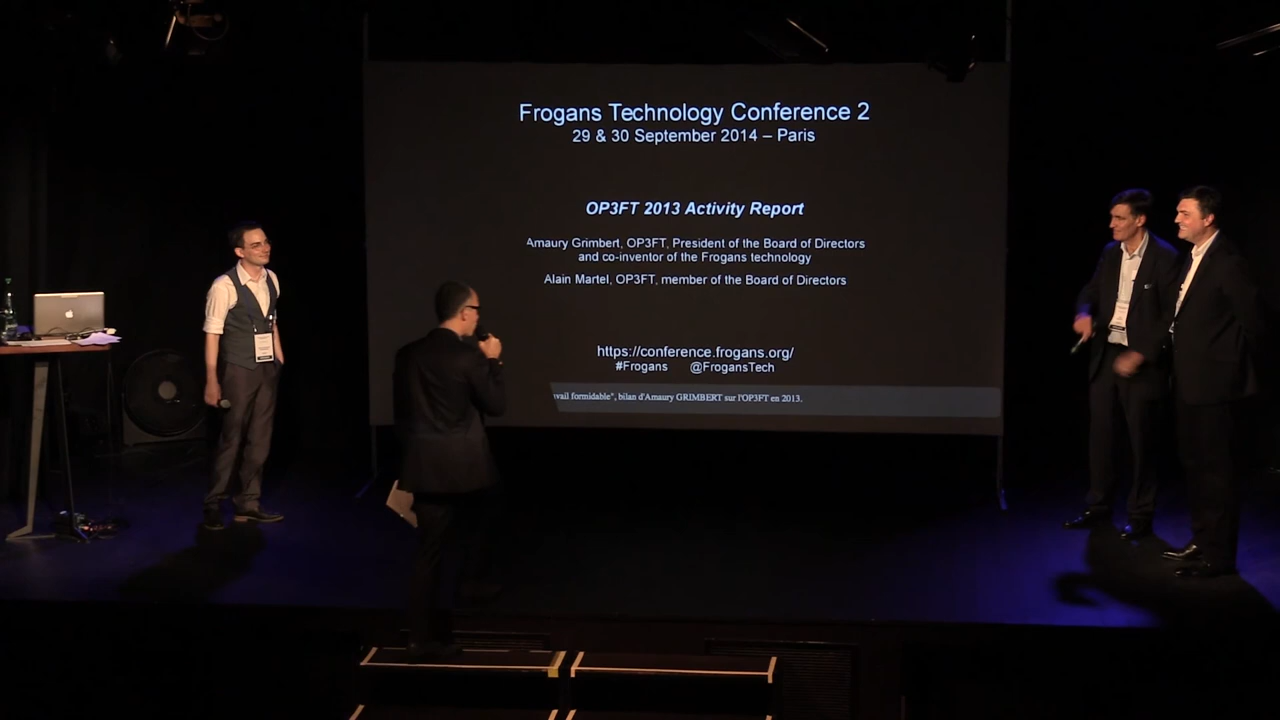 Frogans Technology Conference 2
29 & 30 September 2014 – Paris
OP3FT 2013 Activity Report
Amaury Grimbert, OP3FT, President of the Board of Directors
and co-inventor of the Frogans technology
Alain Martel, OP3FT, member of the Board of Directors
https://conference.frogans.org/
#Frogans @FrogansTech
vail formidable", bilan d'Amaury GRIMBERT sur l'OP3FT en 2013.